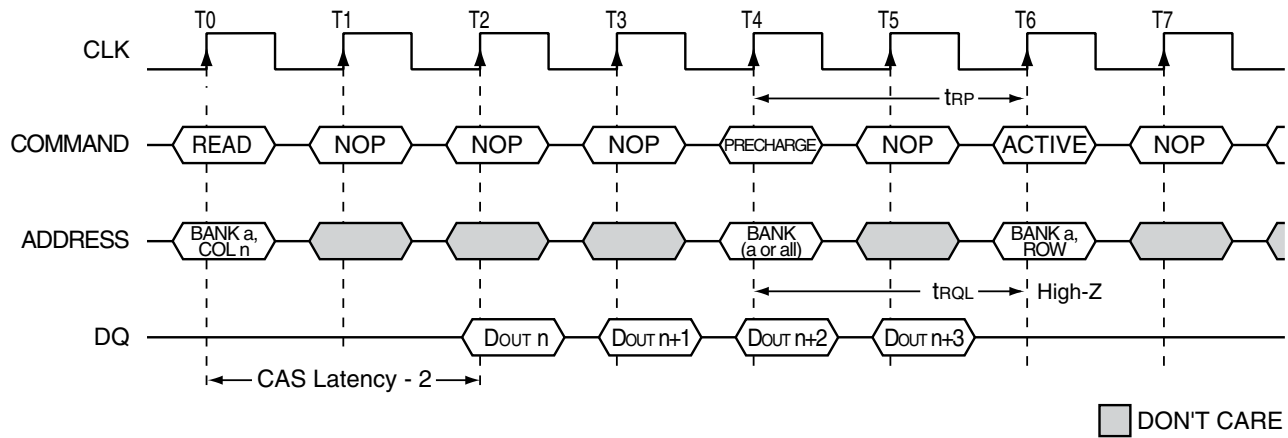 T0 T1 T2 T3 T4 T5 T6 T7
CLK
tRP
COMMAND READ NOP NOP NOP PRECHARGE NOP ACTIVE NOP
ADDRESS BANK a, COL n BANK (a or all) BANK a, ROW
tRQL High-Z
DQ DOUT n DOUT n+1 DOUT n+2 DOUT n+3
CAS Latency - 2
DON'T CARE